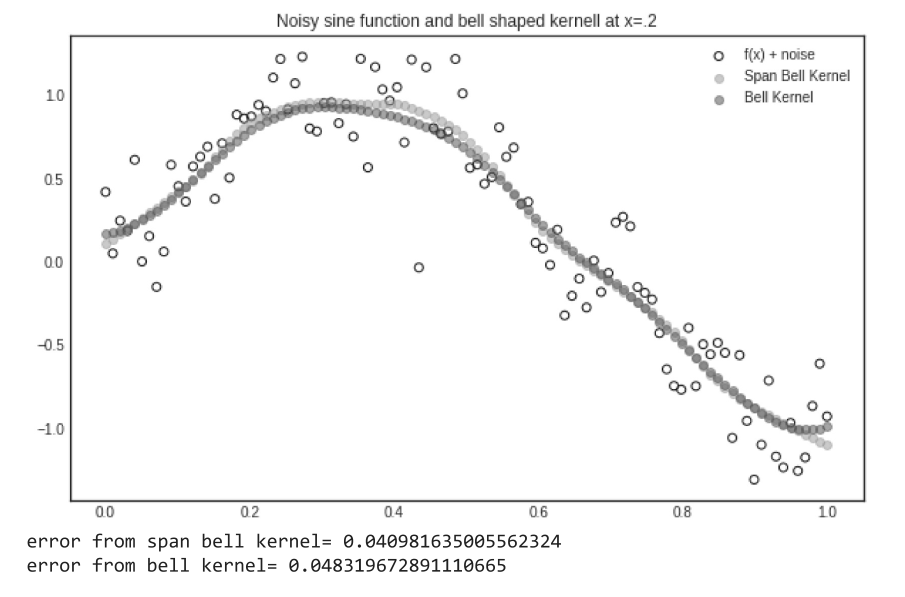 Noisy sine function and bell shaped kernell at x=.2
f(x) + noise
Span Bell Kernel
Bell Kernel
1.0
0.5
0.0
−0.5
−1.0
0.0 0.2 0.4 0.6 0.8 1.0
error from span bell kernel= 0.040981635005562324
error from bell kernel= 0.048319672891110665